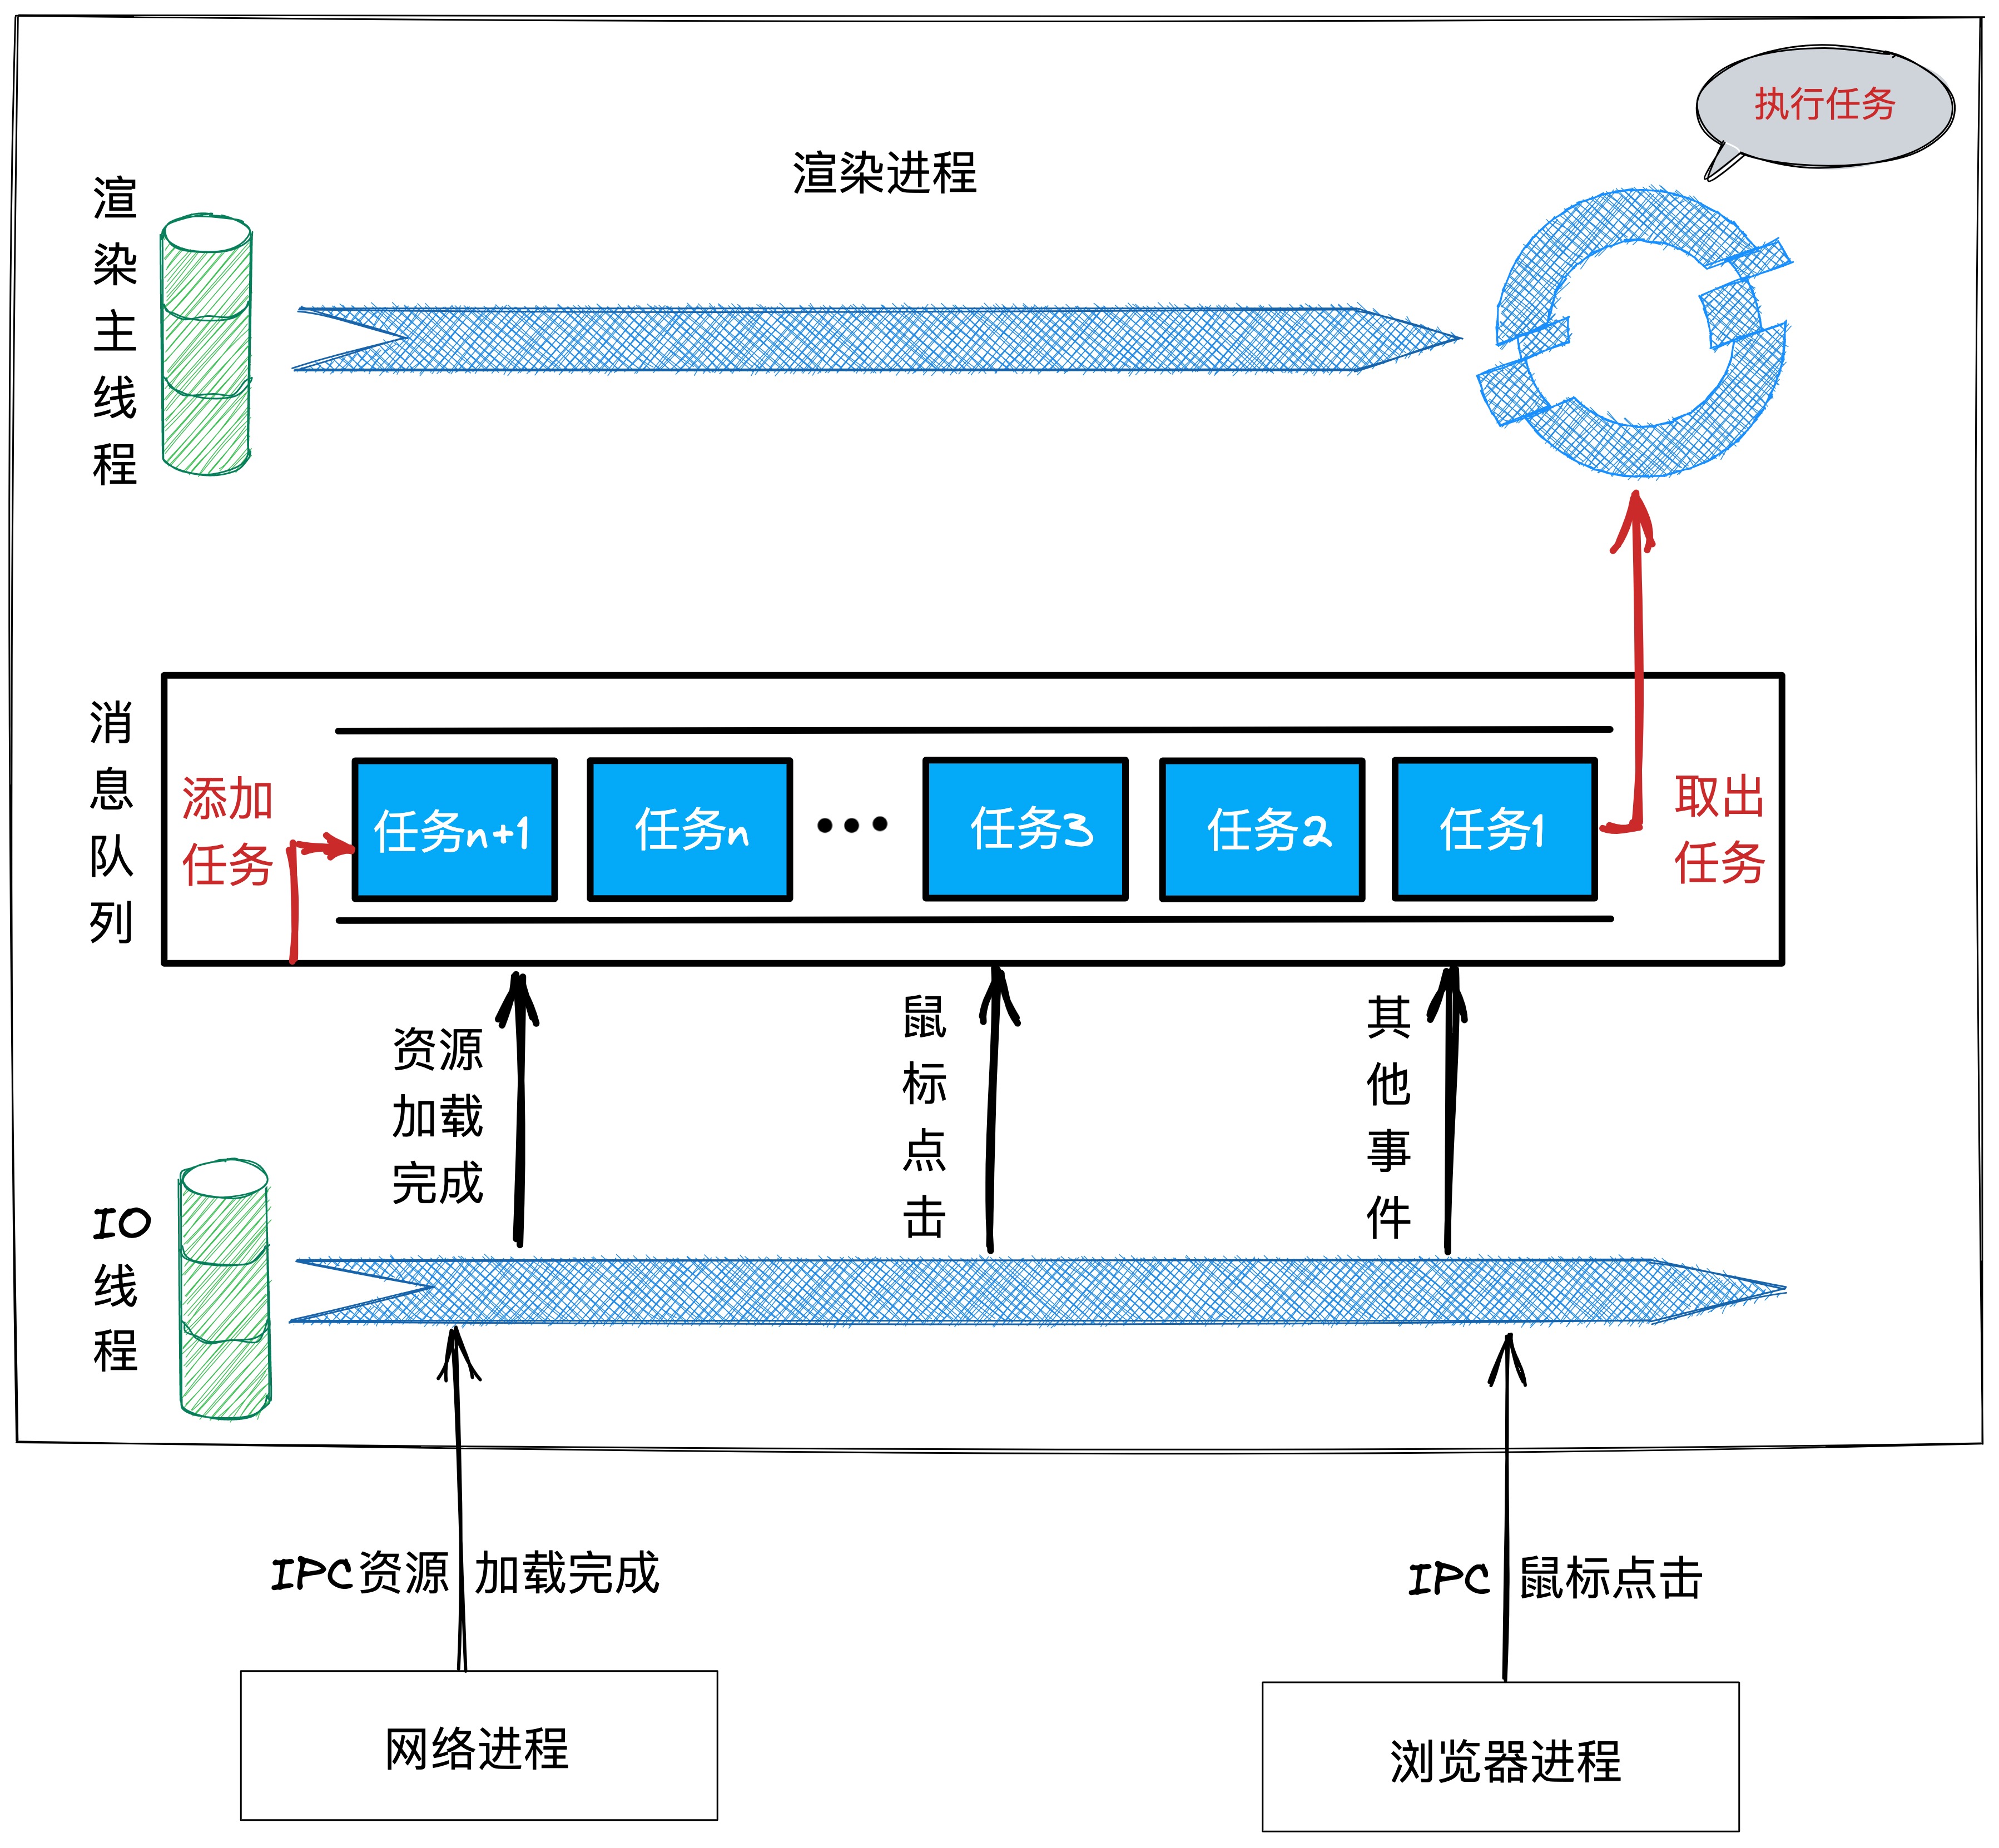 执行任务
渲染进程
渲
染
主
线
程
消
息
队
列
添加
任务
任务n+1
任务n
任务3
任务2
任务1
取出
任务
资源
加载
完成
鼠
标
点
击
其
他
事
件
IO
线
程
IPC资源 加载完成
IPC 鼠标点击
网络进程
浏览器进程